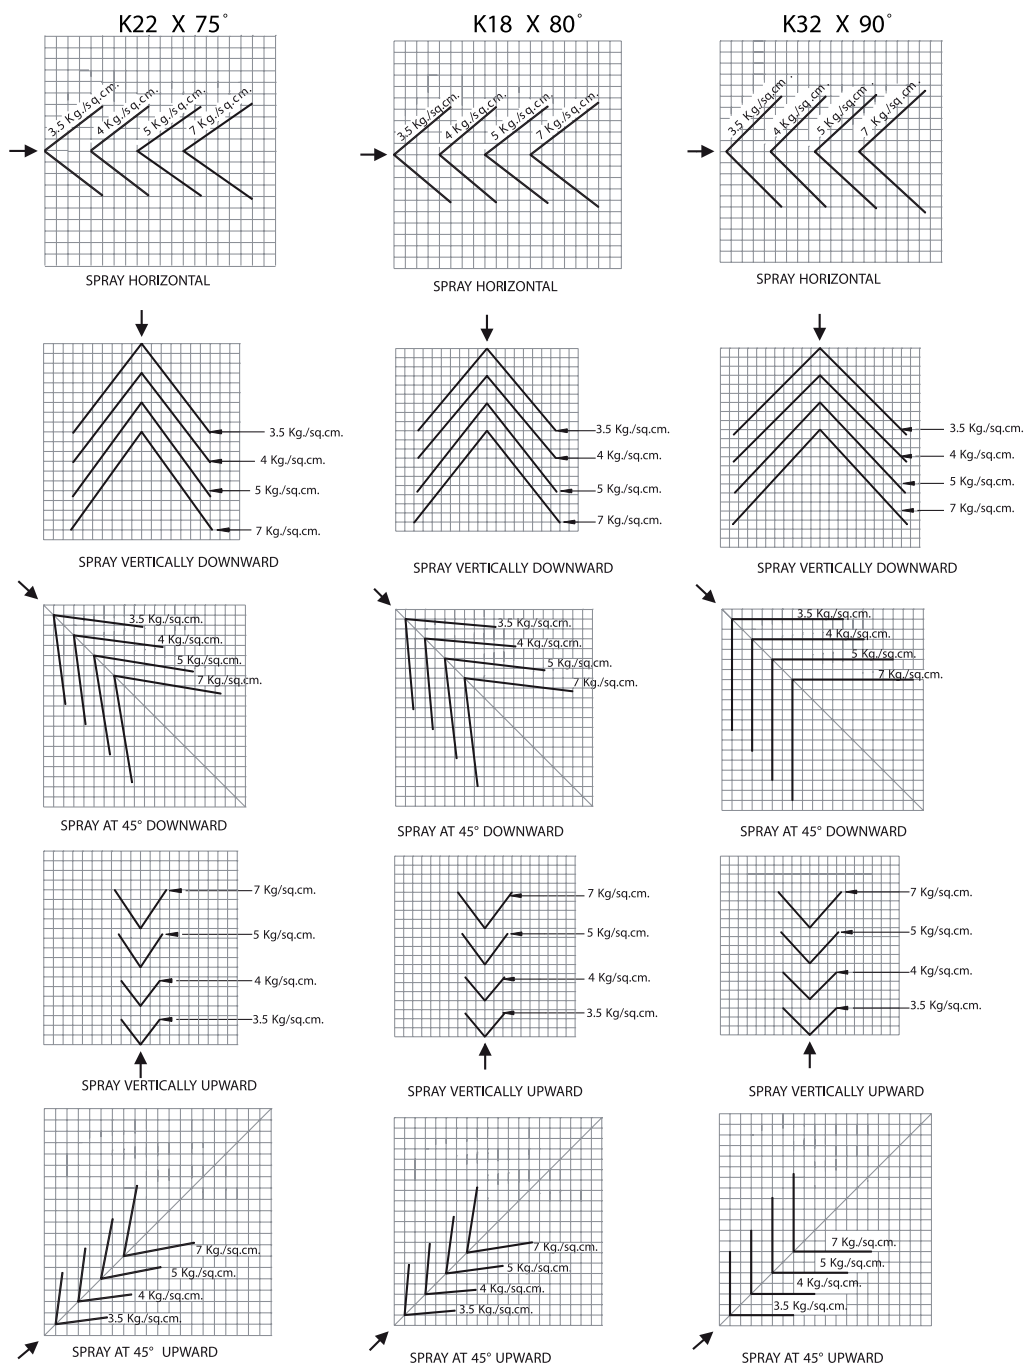 K22 X 75°
K18 X 80°
K32 X 90°
3.5 Kg./sq.cm.
4 Kg./sq.cm.
5 Kg./sq.cm.
7 Kg./sq.cm.
3.5 Kg./sq.cm.
4 Kg./sq.cm.
5 Kg./sq.cm.
7 Kg./sq.cm.
3.5 Kg./sq.cm.
4 Kg./sq.cm.
5 Kg./sq.cm.
7 Kg./sq.cm.
SPRAY HORIZONTAL
SPRAY HORIZONTAL
SPRAY HORIZONTAL
3.5 Kg./sq.cm.
4 Kg./sq.cm.
5 Kg./sq.cm.
7 Kg./sq.cm.
3.5 Kg./sq.cm.
4 Kg./sq.cm.
5 Kg./sq.cm.
7 Kg./sq.cm.
3.5 Kg./sq.cm.
4 Kg./sq.cm.
5 Kg./sq.cm.
7 Kg./sq.cm.
SPRAY VERTICALLY DOWNWARD
SPRAY VERTICALLY DOWNWARD
SPRAY VERTICALLY DOWNWARD
3.5 Kg./sq.cm.
4 Kg./sq.cm.
5 Kg./sq.cm.
7 Kg./sq.cm.
3.5 Kg./sq.cm.
4 Kg./sq.cm.
5 Kg./sq.cm.
7 Kg./sq.cm.
3.5 Kg./sq.cm.
4 Kg./sq.cm.
5 Kg./sq.cm.
7 Kg./sq.cm.
SPRAY AT 45° DOWNWARD
SPRAY AT 45° DOWNWARD
SPRAY AT 45° DOWNWARD
7 Kg/sq.cm.
5 Kg/sq.cm.
4 Kg/sq.cm.
3.5 Kg/sq.cm.
7 Kg/sq.cm.
5 Kg/sq.cm.
4 Kg/sq.cm.
3.5 Kg/sq.cm.
7 Kg/sq.cm.
5 Kg/sq.cm.
4 Kg/sq.cm.
3.5 Kg/sq.cm.
SPRAY VERTICALLY UPWARD
SPRAY VERTICALLY UPWARD
SPRAY VERTICALLY UPWARD
7 Kg./sq.cm.
5 Kg./sq.cm.
4 Kg./sq.cm.
3.5 Kg./sq.cm.
7 Kg./sq.cm.
5 Kg./sq.cm.
4 Kg./sq.cm.
3.5 Kg./sq.cm.
7 Kg./sq.cm.
5 Kg./sq.cm.
4 Kg./sq.cm.
3.5 Kg./sq.cm.
SPRAY AT 45° UPWARD
SPRAY AT 45° UPWARD
SPRAY AT 45° UPWARD